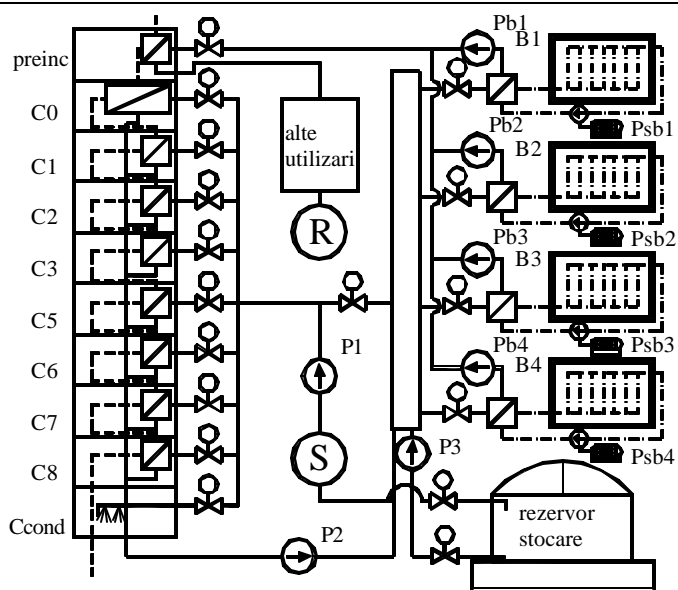 preinc
C0
C1
C2
C3
C5
C6
C7
C8
Ccond
alte
utilizari
R
P1
S
P2
P3
Pb1
B1
Psb1
Pb2
B2
Psb2
Pb3
B3
Psb3
Pb4
B4
Psb4
rezervor
stocare